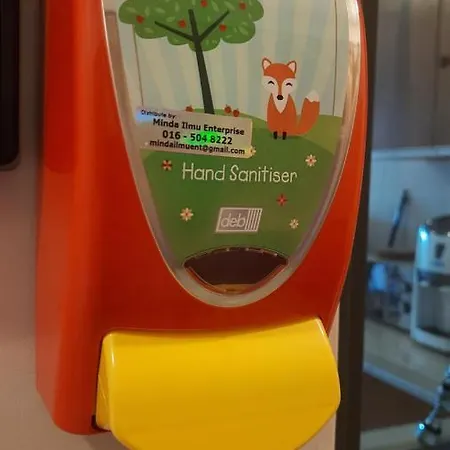 Distribute by:
Minda Ilmu Enterprise
016 - 504 8222
mindailmuent@gmail.com
Hand Sanitiser
deb